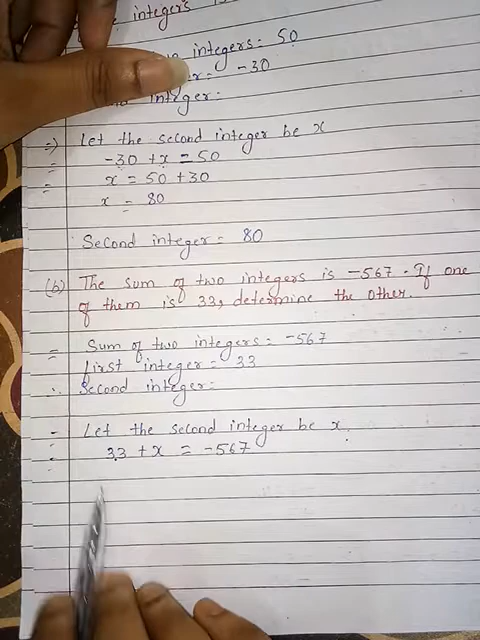 integers
integers = 50
= -30
integer:
=) Let the second integer be x
= -30 + x = 50
= x = 50 + 30
x = 80
Second integer = 80
(b) The sum of two integers is -567. If one
of them is 33, determine the other.
= Sum of two integers = -567
First integer = 33
∴ Second integer:
= Let the second integer be x.
= 33 + x = -567